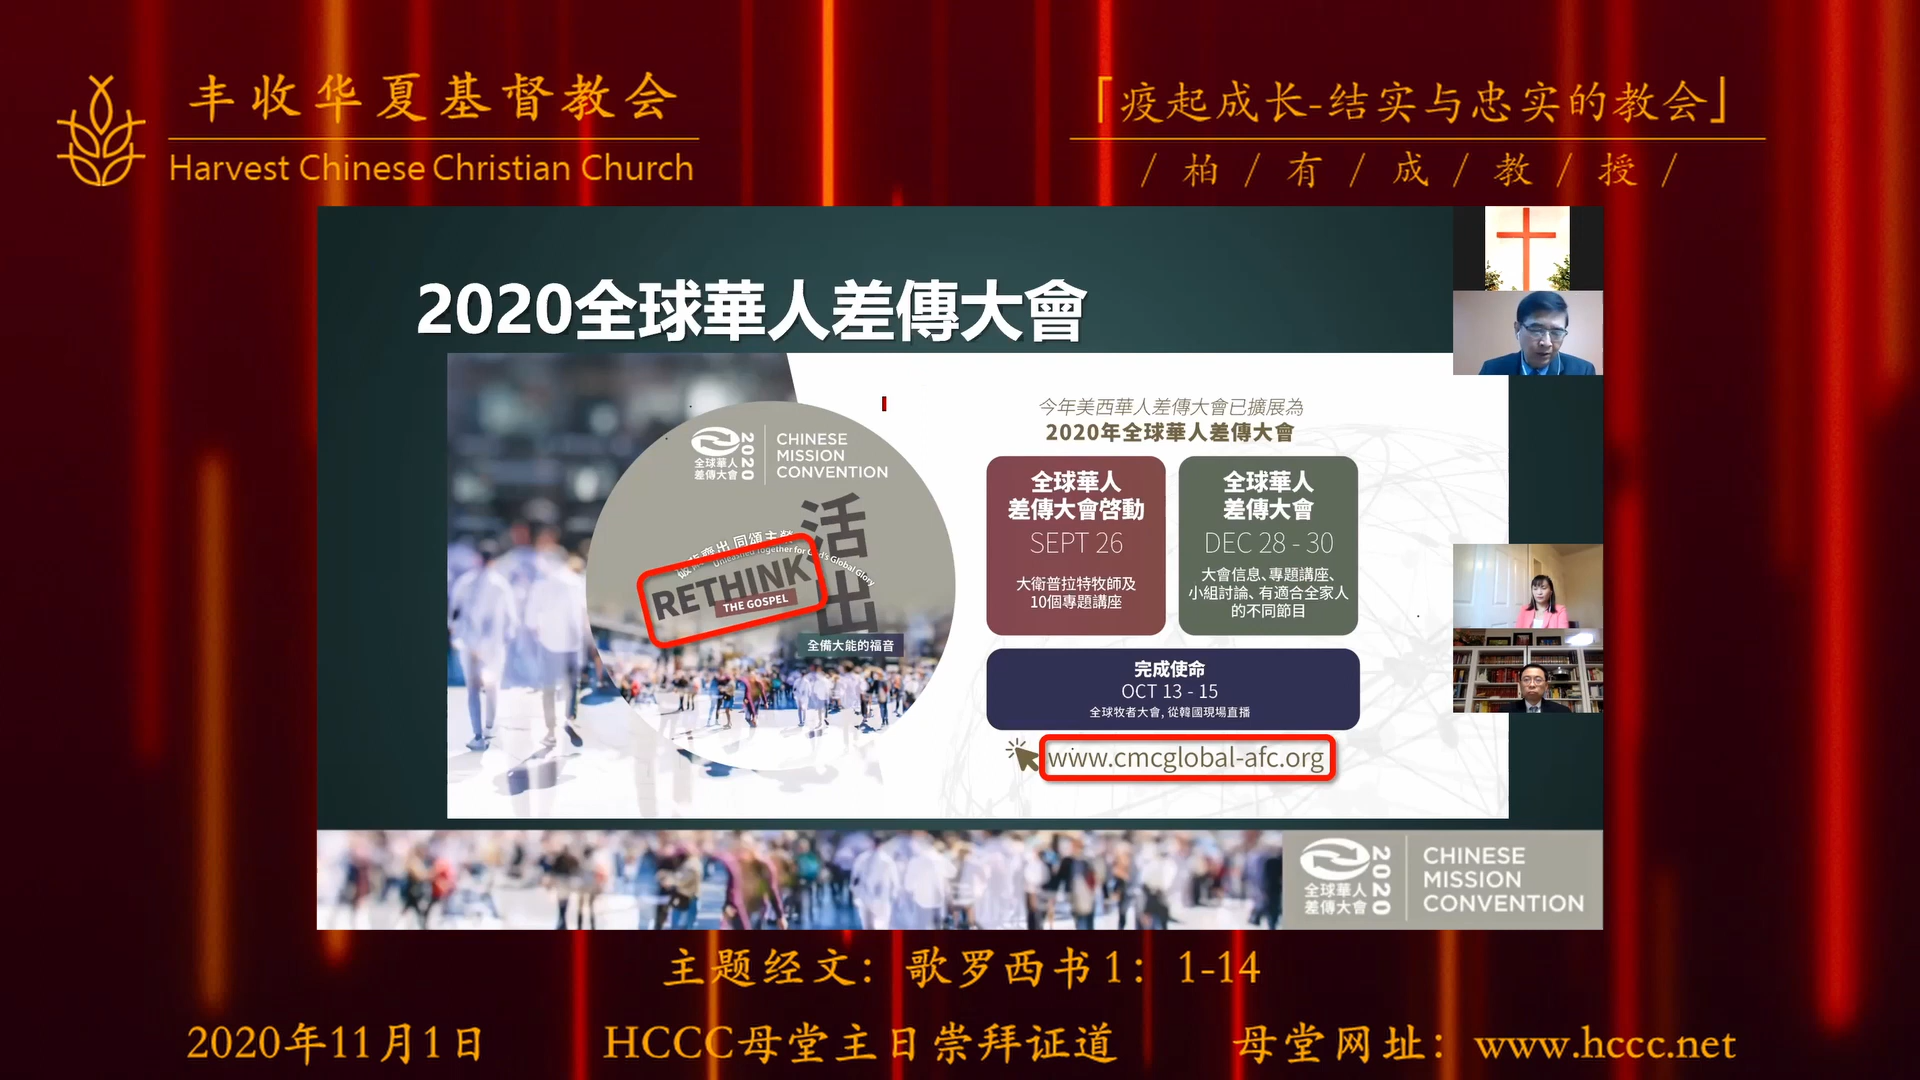 丰收华夏基督教会
Harvest Chinese Christian Church
「疫起成长-结实与忠实的教会」
/ 柏 / 有 / 成 / 教 / 授 /
2020全球華人差傳大會
全球華人
差傳大會
2020
CHINESE
MISSION
CONVENTION
活出
同頌主榮
Unleashed Together for God's Global Glory
RETHINK
THE GOSPEL
全備大能的福音
今年美西華人差傳大會已擴展為
2020年全球華人差傳大會
全球華人
差傳大會啓動
SEPT 26
大衛普拉特牧師及
10個專題講座
全球華人
差傳大會
DEC 28 - 30
大會信息、專題講座、
小組討論、有適合全家人
的不同節目
完成使命
OCT 13 - 15
全球牧者大會, 從韓國現場直播
www.cmcglobal-afc.org
全球華人
差傳大會
2020
CHINESE
MISSION
CONVENTION
主题经文：歌罗西书1：1-14
2020年11月1日
HCCC母堂主日崇拜证道
母堂网址：www.hccc.net